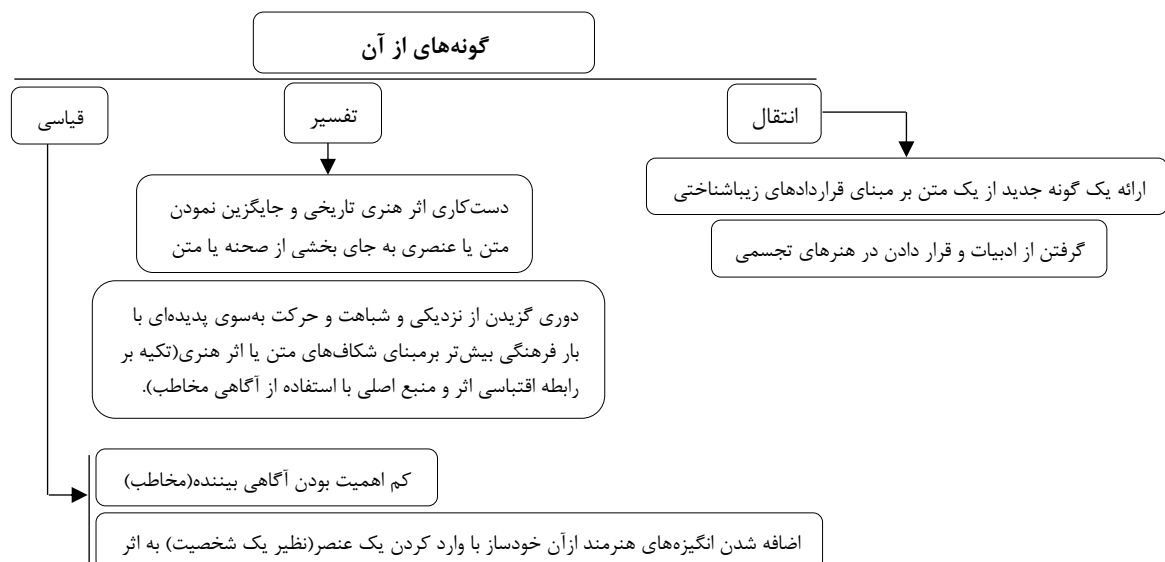 گونه‌های از آن
انتقال
تفسیر
قیاسی
ارائه یک گونه جدید از یک متن بر مبنای قراردادهای زیباشناختی
گرفتن از ادبیات و قرار دادن در هنرهای تجسمی
دست‌کاری اثر هنری تاریخی و جایگزین نمودن
متن یا عنصری به جای بخشی از صحنه یا متن
دوری گزیدن از نزدیکی و شباهت و حرکت به‌سوی پدیده‌ای با
بار فرهنگی بیش‌تر برمبنای شکاف‌های متن یا اثر هنری(تکیه بر
رابطه اقتباسی اثر و منبع اصلی با استفاده از آگاهی مخاطب).
کم اهمیت بودن آگاهی بیننده(مخاطب)
اضافه شدن انگیزه‌های هنرمند ازآن خودساز با وارد کردن یک عنصر(نظیر یک شخصیت) به اثر